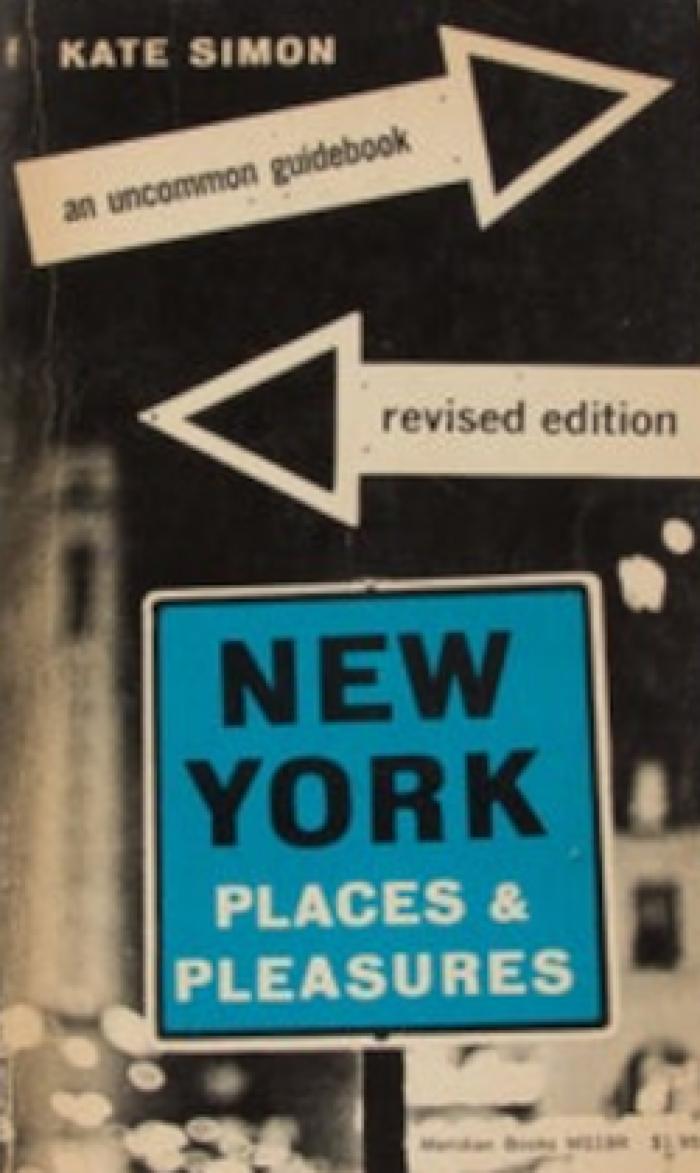 KATE SIMON
an uncommon guidebook
revised edition
NEW
YORK
PLACES &
PLEASURES
Meridian Books